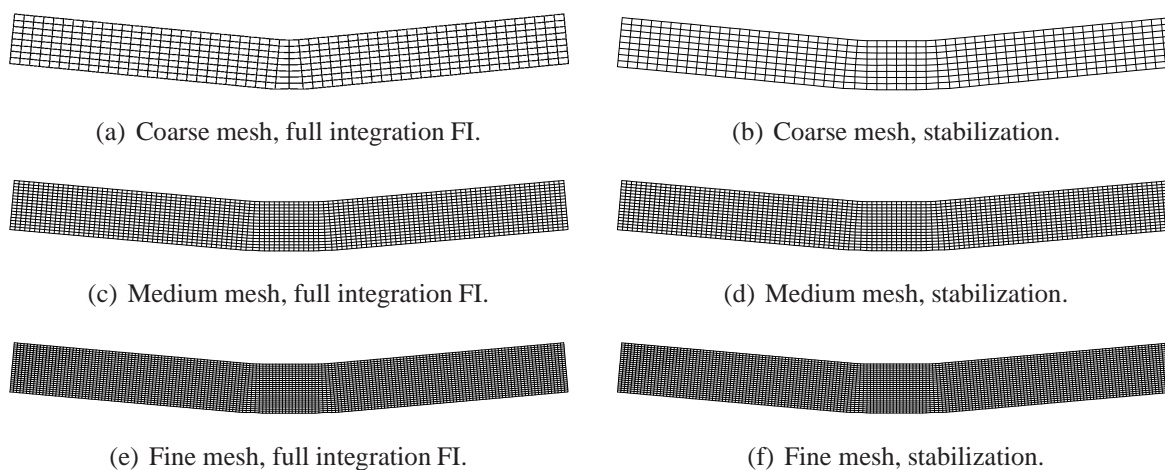 (a) Coarse mesh, full integration FI.
(b) Coarse mesh, stabilization.
(c) Medium mesh, full integration FI.
(d) Medium mesh, stabilization.
(e) Fine mesh, full integration FI.
(f) Fine mesh, stabilization.